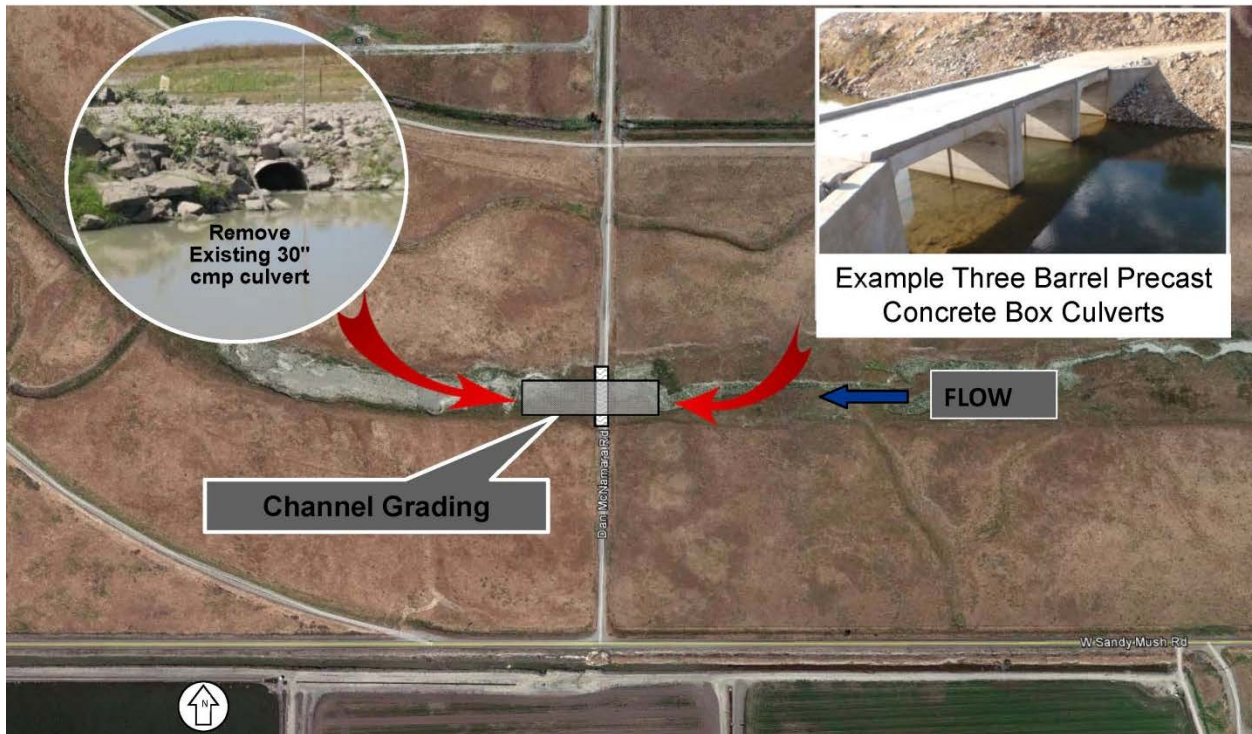 Remove
Existing 30"
cmp culvert
Example Three Barrel Precast
Concrete Box Culverts
FLOW
Channel Grading
Dan McNamara Rd
W Sandy Mush Rd
N